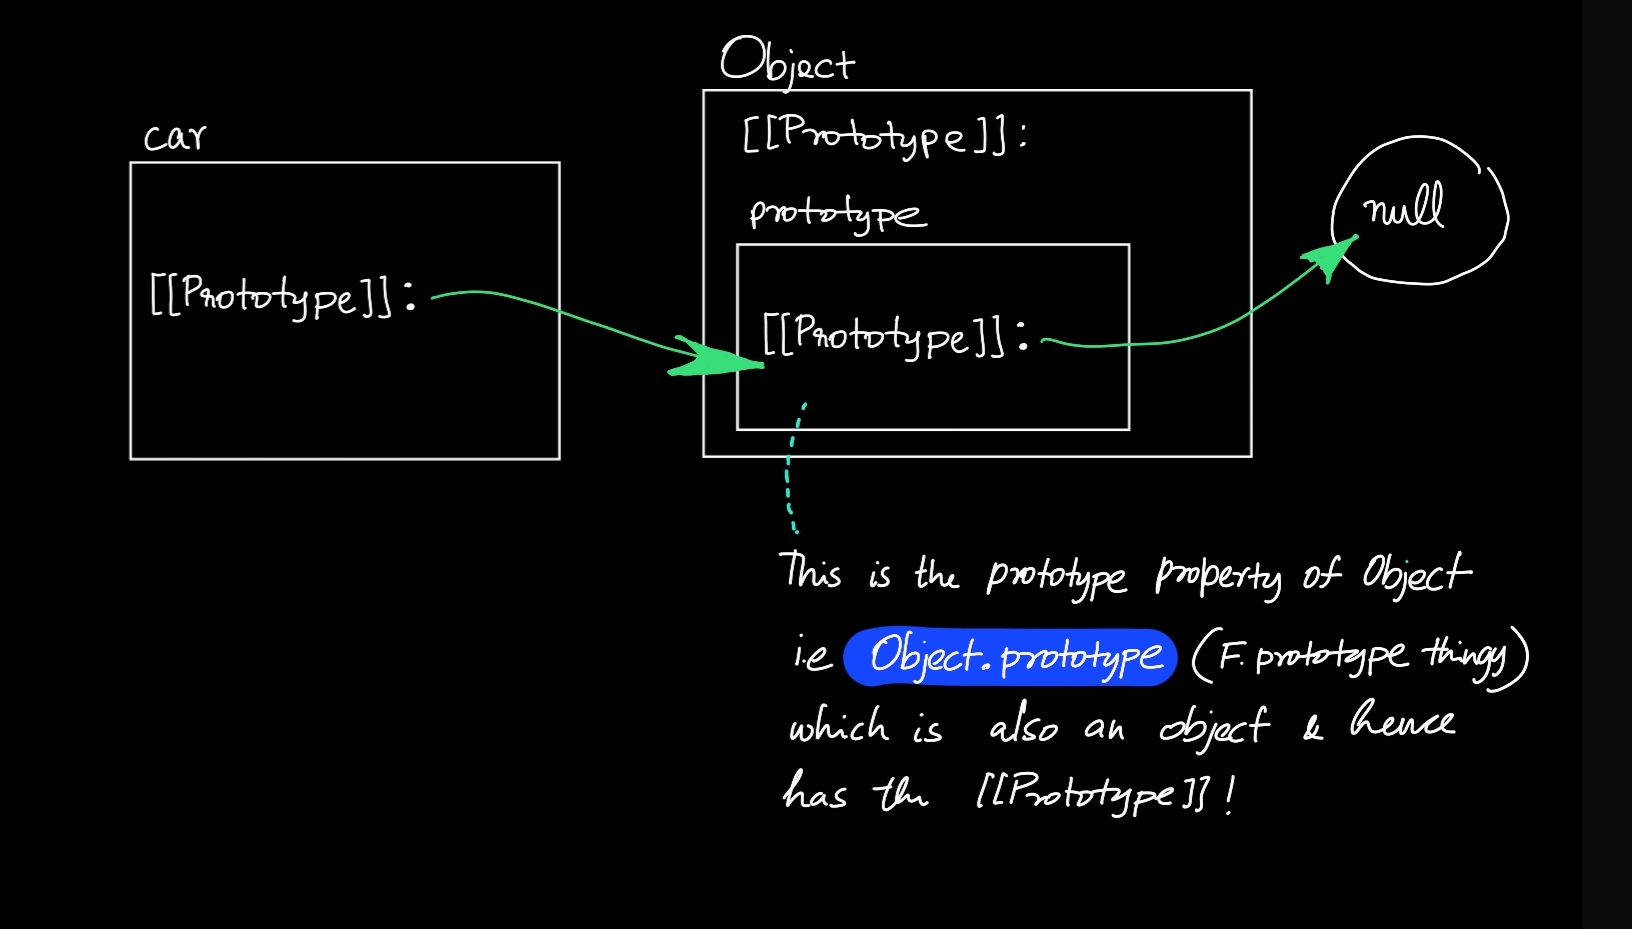 Object
car
[[Prototype]]:
prototype
null
[[Prototype]]:
[[Prototype]]:
This is the prototype property of Object
i.e Object.prototype (F.prototype thingy)
which is also an object & hence
has the [[Prototype]]!